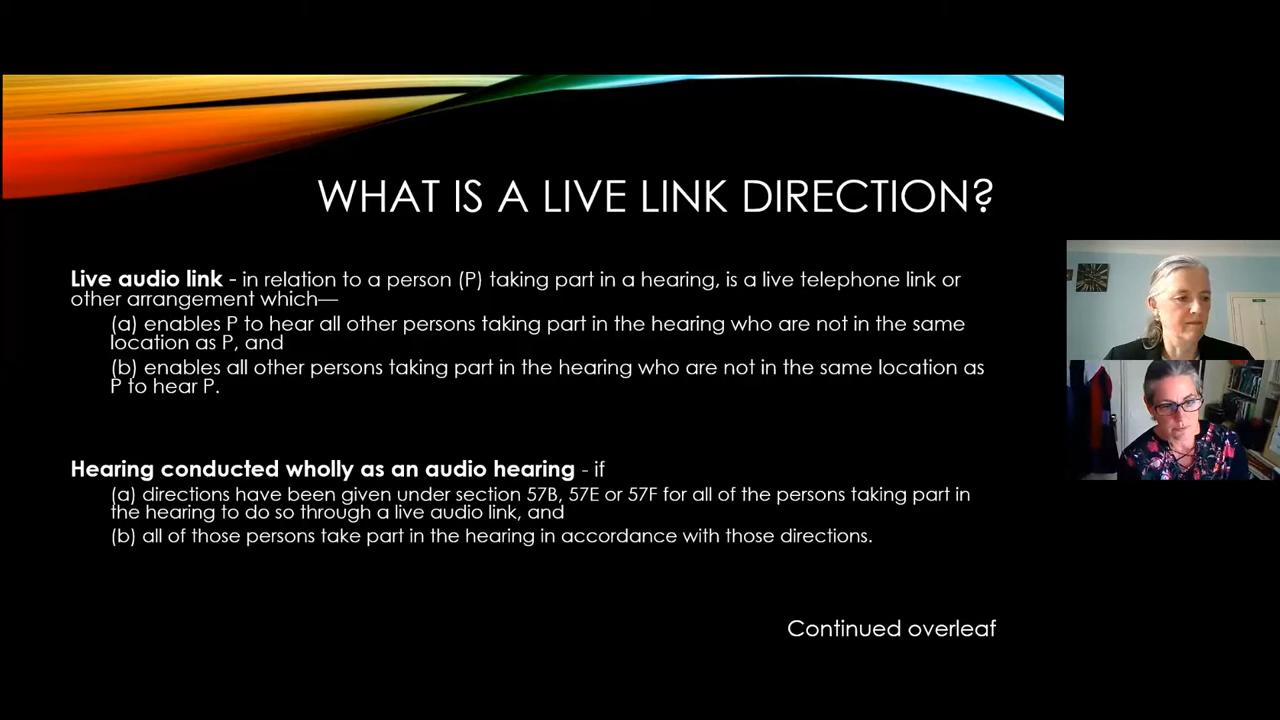 WHAT IS A LIVE LINK DIRECTION?
Live audio link - in relation to a person (P) taking part in a hearing, is a live telephone link or
other arrangement which—
(a) enables P to hear all other persons taking part in the hearing who are not in the same
location as P, and
(b) enables all other persons taking part in the hearing who are not in the same location as
P to hear P.
Hearing conducted wholly as an audio hearing - if
(a) directions have been given under section 57B, 57E or 57F for all of the persons taking part in
the hearing to do so through a live audio link, and
(b) all of those persons take part in the hearing in accordance with those directions.
Continued overleaf